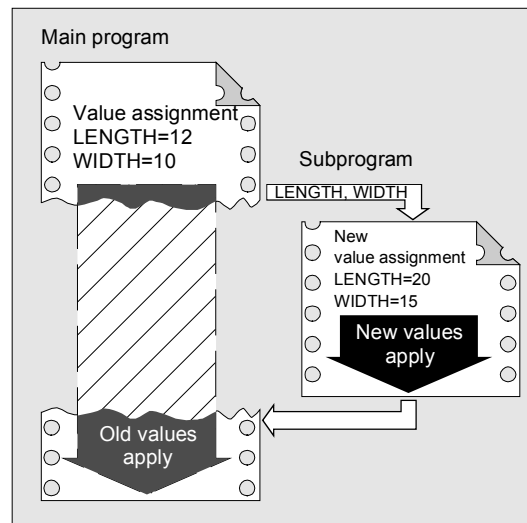 Main program
Value assignment
LENGTH=12
WIDTH=10
Subprogram
LENGTH, WIDTH
New
value assignment
LENGTH=20
WIDTH=15
New values
apply
Old values
apply